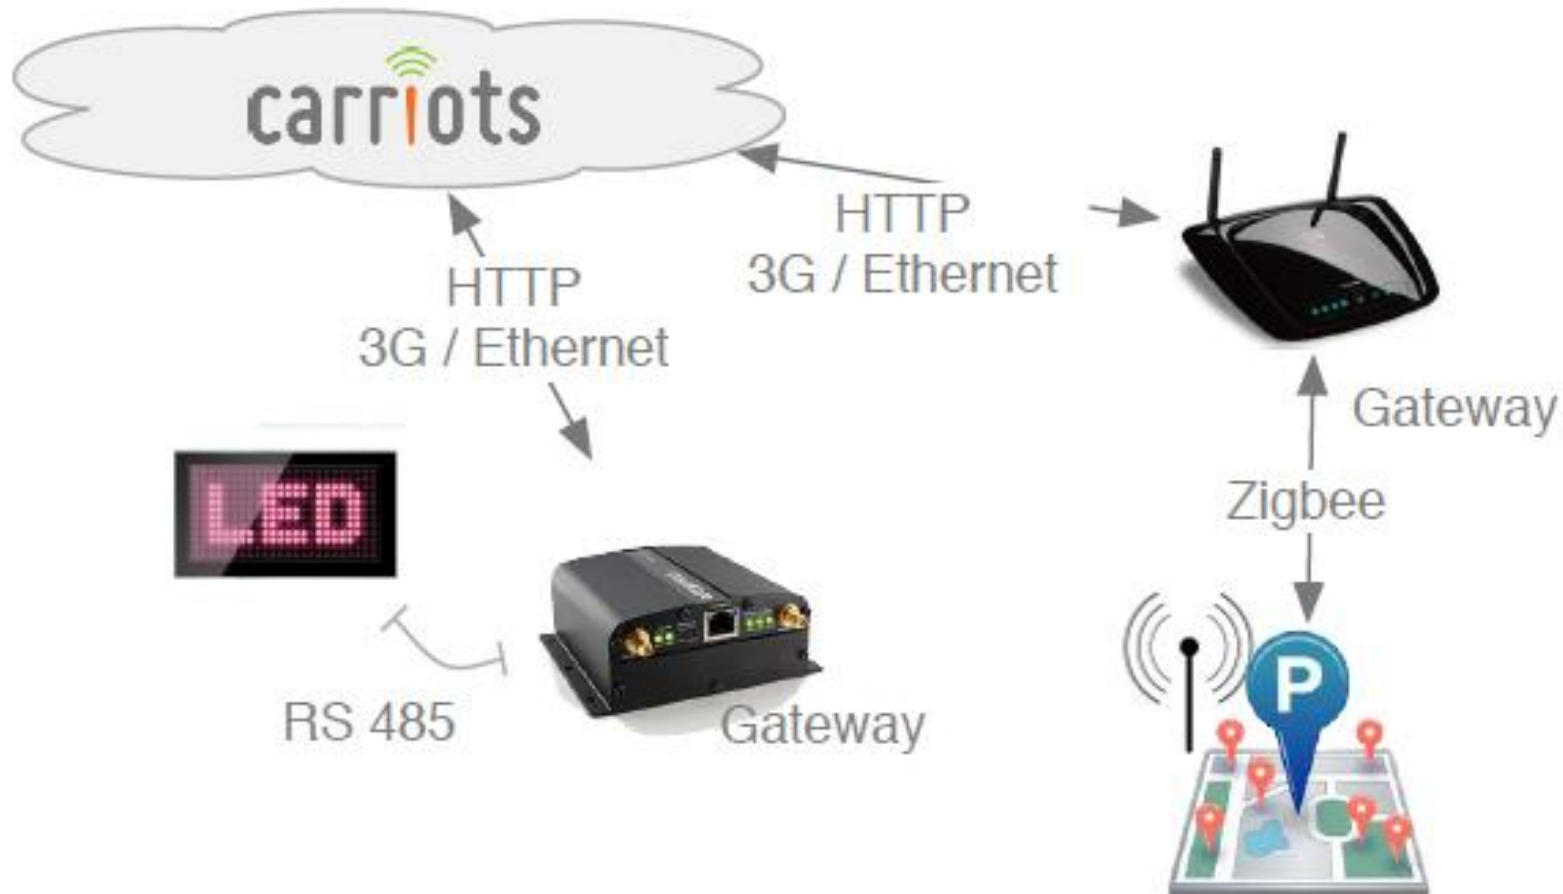 carriots
HTTP
3G / Ethernet
HTTP
3G / Ethernet
Gateway
LED
Zigbee
RS 485
Gateway
P